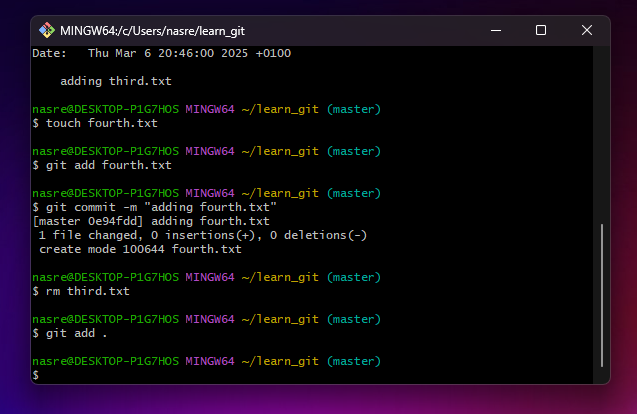 MINGW64:/c/Users/nasre/learn_git
Date:   Thu Mar 6 20:46:00 2025 +0100
    adding third.txt
nasre@DESKTOP-P1G7HOS MINGW64 ~/learn_git (master)
$ touch fourth.txt
nasre@DESKTOP-P1G7HOS MINGW64 ~/learn_git (master)
$ git add fourth.txt
nasre@DESKTOP-P1G7HOS MINGW64 ~/learn_git (master)
$ git commit -m "adding fourth.txt"
[master 0e94fdd] adding fourth.txt
 1 file changed, 0 insertions(+), 0 deletions(-)
 create mode 100644 fourth.txt
nasre@DESKTOP-P1G7HOS MINGW64 ~/learn_git (master)
$ rm third.txt
nasre@DESKTOP-P1G7HOS MINGW64 ~/learn_git (master)
$ git add .
nasre@DESKTOP-P1G7HOS MINGW64 ~/learn_git (master)
$